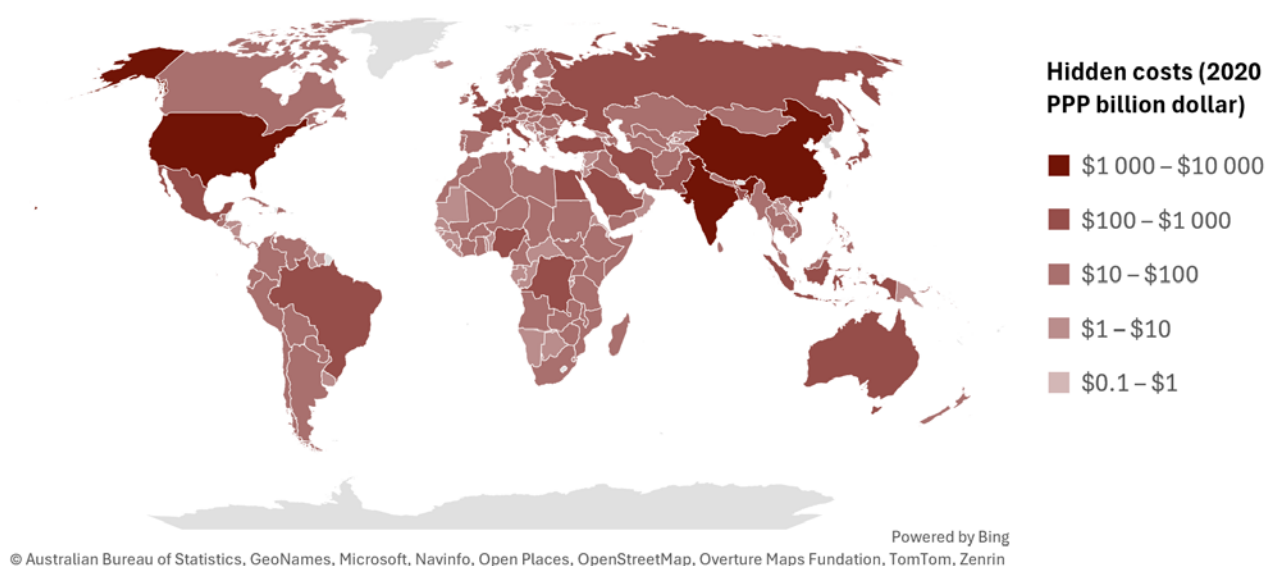 Hidden costs (2020
PPP billion dollar)
$1 000 – $10 000
$100 – $1 000
$10 – $100
$1 – $10
$0.1 – $1
Powered by Bing
© Australian Bureau of Statistics, GeoNames, Microsoft, Navinfo, Open Places, OpenStreetMap, Overture Maps Fundation, TomTom, Zenrin